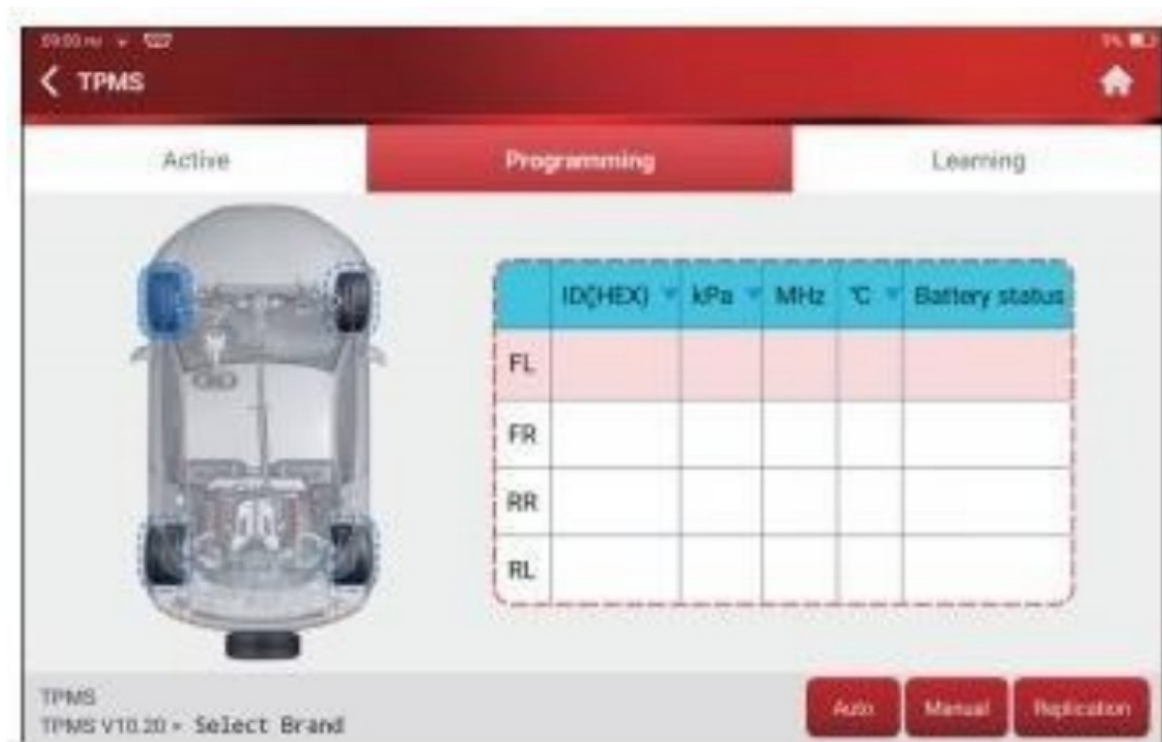 TPMS
Active Programming Learning
ID(HEX) kPa MHz ℃ Battery status
FL
FR
RR
RL
TPMS
TPMS V10.20 > Select Brand
Auto Manual Replication